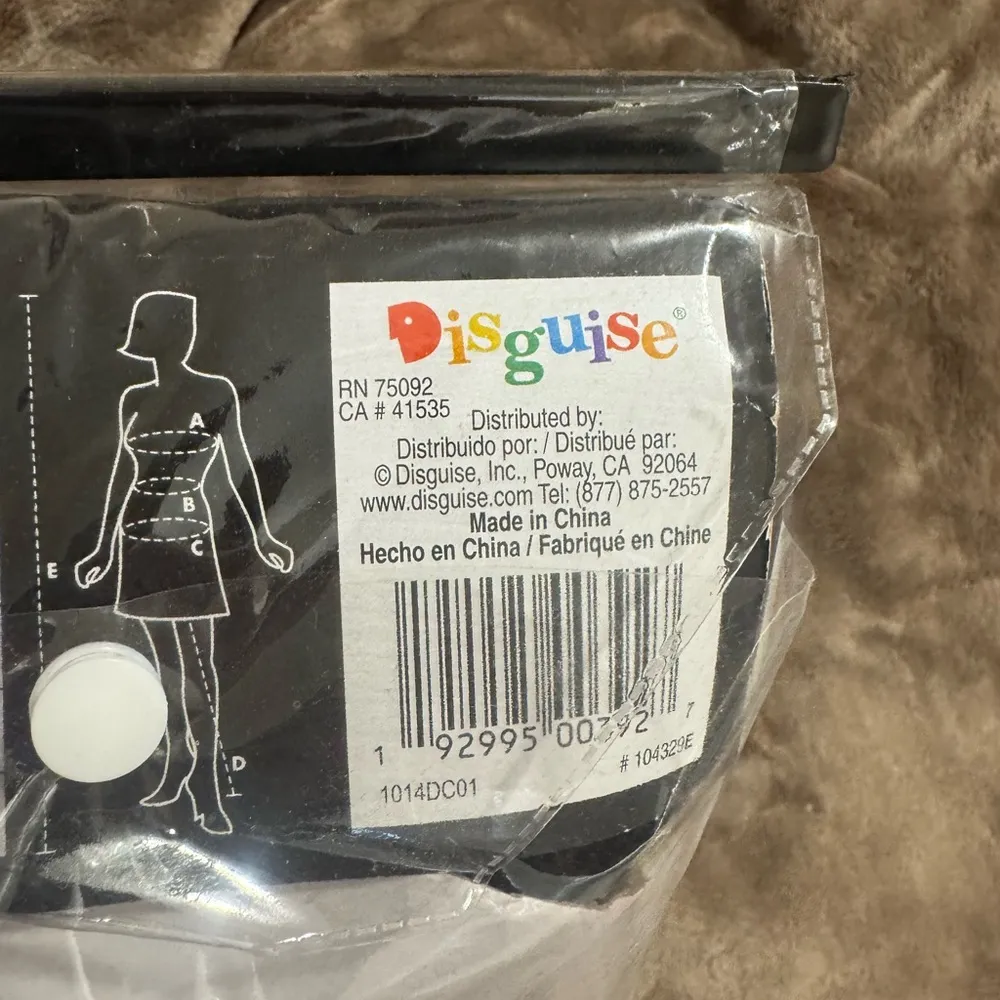 Disguise®
RN 75092
CA # 41535
Distributed by:
Distribuido por: / Distribué par:
© Disguise, Inc., Poway, CA 92064
www.disguise.com Tel: (877) 875-2557
Made in China
Hecho en China / Fabriqué en Chine
1 92995 7
1014DC01
# 104329E
A
B
C
E
D